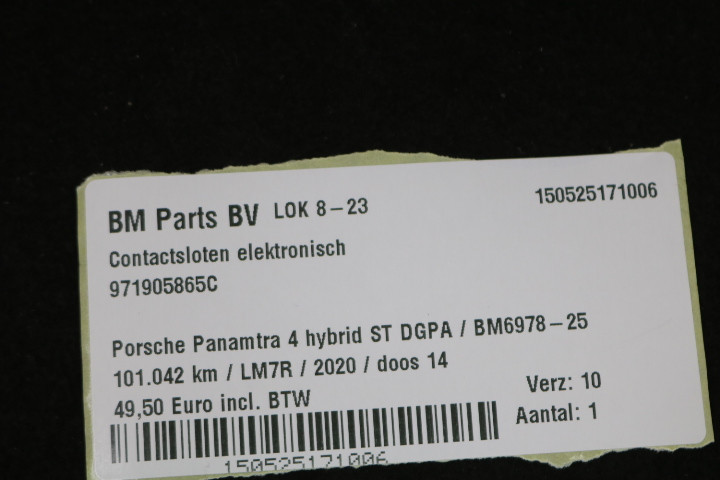 BM Parts BV LOK 8-23 150525171006
Contactsloten elektronisch
971905865C
Porsche Panamtra 4 hybrid ST DGPA / BM6978-25
101.042 km / LM7R / 2020 / doos 14
49,50 Euro incl. BTW Verz: 10
Aantal: 1
150525171006